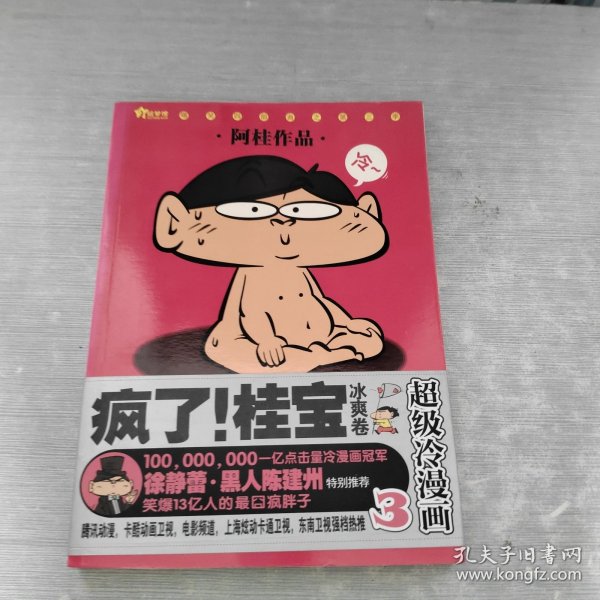 ·阿桂作品·
冷~
疯了!桂宝
冰爽卷
超级冷漫画
3
100,000,000一亿点击量冷漫画冠军
徐静蕾·黑人陈建州 特别推荐
笑爆13亿人的最囧疯胖子
腾讯动漫,卡酷动画卫视,电影频道,上海炫动卡通卫视,东南卫视强档热推
孔夫子旧书网
www.kongfz.com